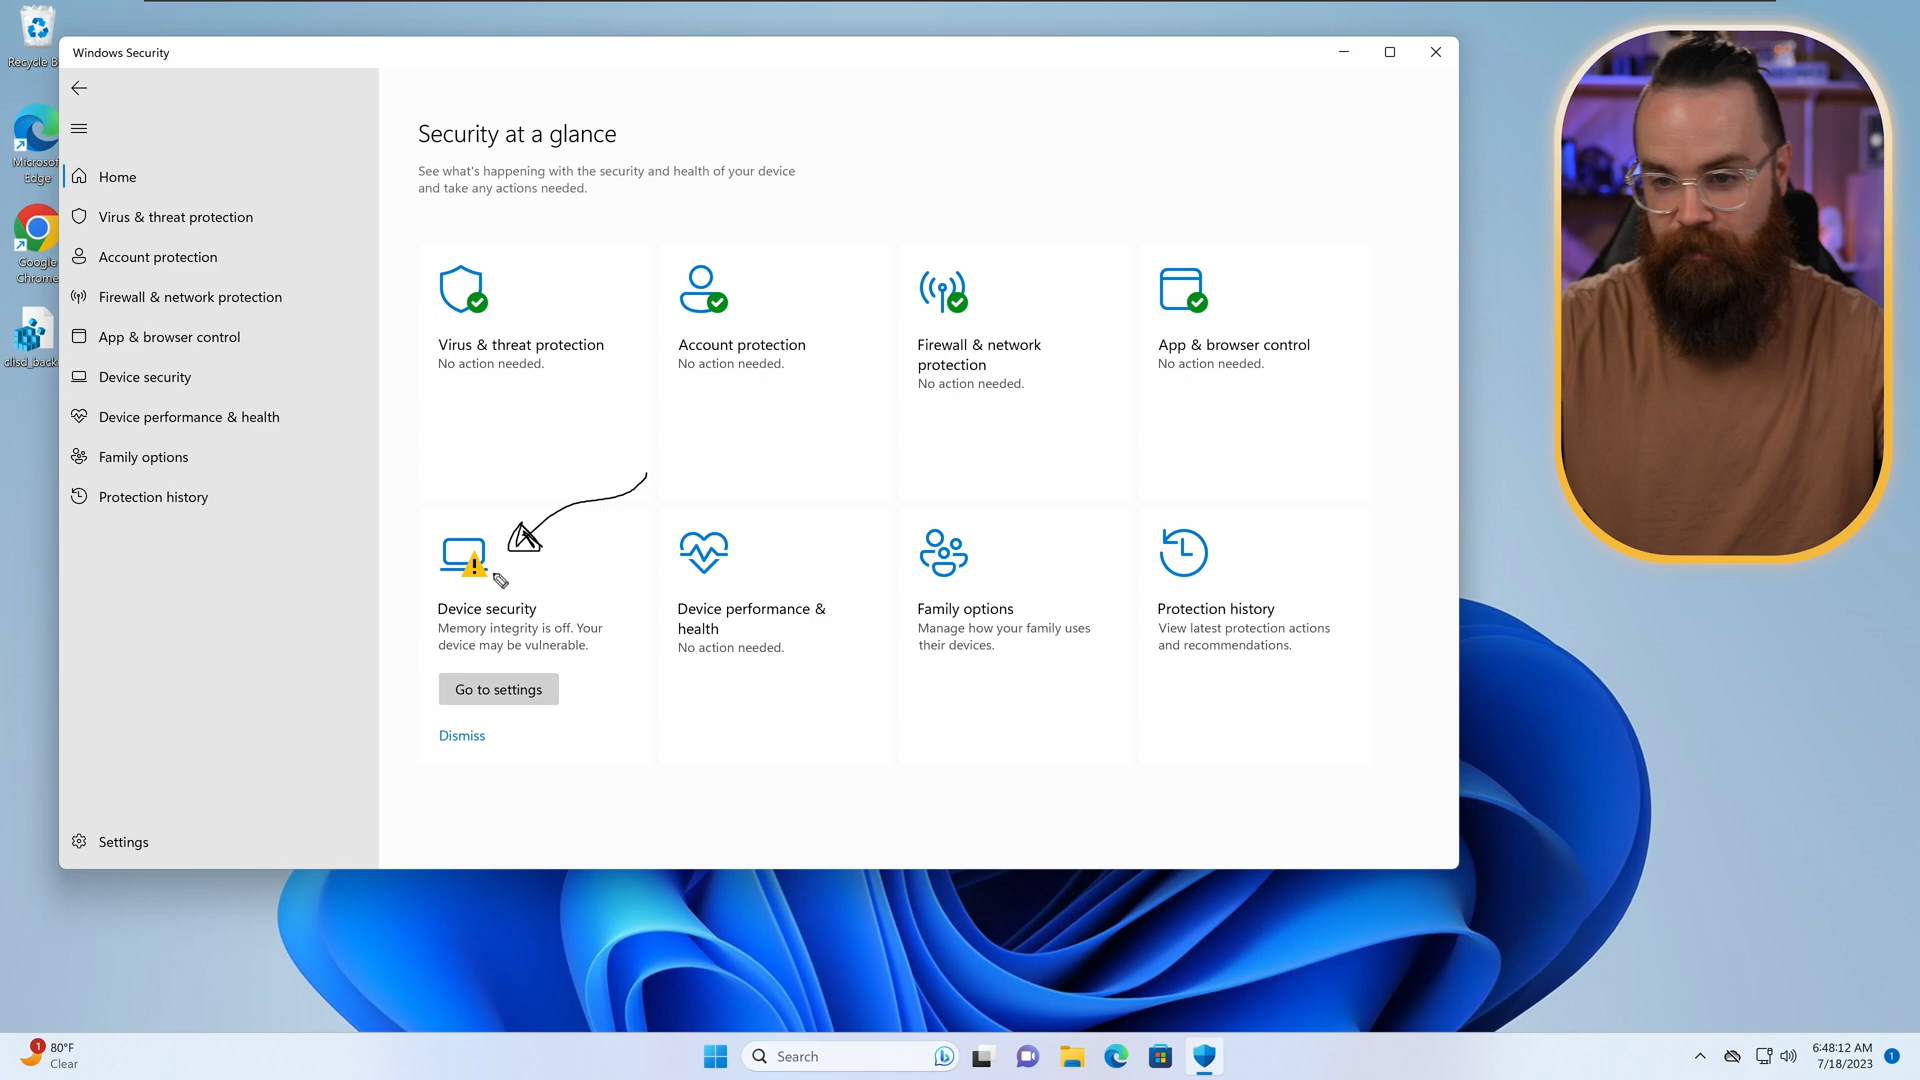 Recycle B
Microsof
Edge
Google
Chrome
Windows Security
Home
Virus & threat protection
Account protection
Firewall & network protection
App & browser control
Device security
Device performance & health
Family options
Protection history
Settings
Security at a glance
See what's happening with the security and health of your device
and take any actions needed.
Virus & threat protection
No action needed.
Account protection
No action needed.
Firewall & network
protection
No action needed.
App & browser control
No action needed.
Device security
Memory integrity is off. Your
device may be vulnerable.
Go to settings
Dismiss
Device performance &
health
No action needed.
Family options
Manage how your family uses
their devices.
Protection history
View latest protection actions
and recommendations.
1
80°F
Clear
Search
6:48:12 AM
7/18/2023
1